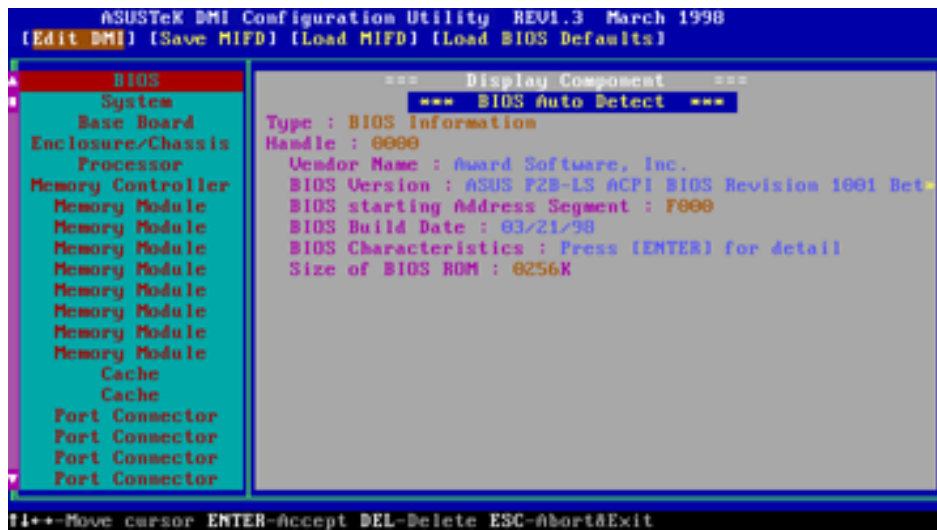 ASUSTeK DMI Configuration Utility REV1.3 March 1998
[Edit DMI] [Save MIFD] [Load MIFD] [Load BIOS Defaults]
BIOS
System
Base Board
Enclosure/Chassis
Processor
Memory Controller
Memory Module
Memory Module
Memory Module
Memory Module
Memory Module
Memory Module
Memory Module
Memory Module
Cache
Cache
Port Connector
Port Connector
Port Connector
Port Connector
=== Display Component ===
*** BIOS Auto Detect ***
Type : BIOS Information
Handle : 0000
Vendor Name : Award Software, Inc.
BIOS Version : ASUS P2B-LS ACPI BIOS Revision 1001 Bet
BIOS starting Address Segment : F000
BIOS Build Date : 03/21/98
BIOS Characteristics : Press [ENTER] for detail
Size of BIOS ROM : 0256K
↑↓←→-Move cursor ENTER-Accept DEL-Delete ESC-Abort&Exit